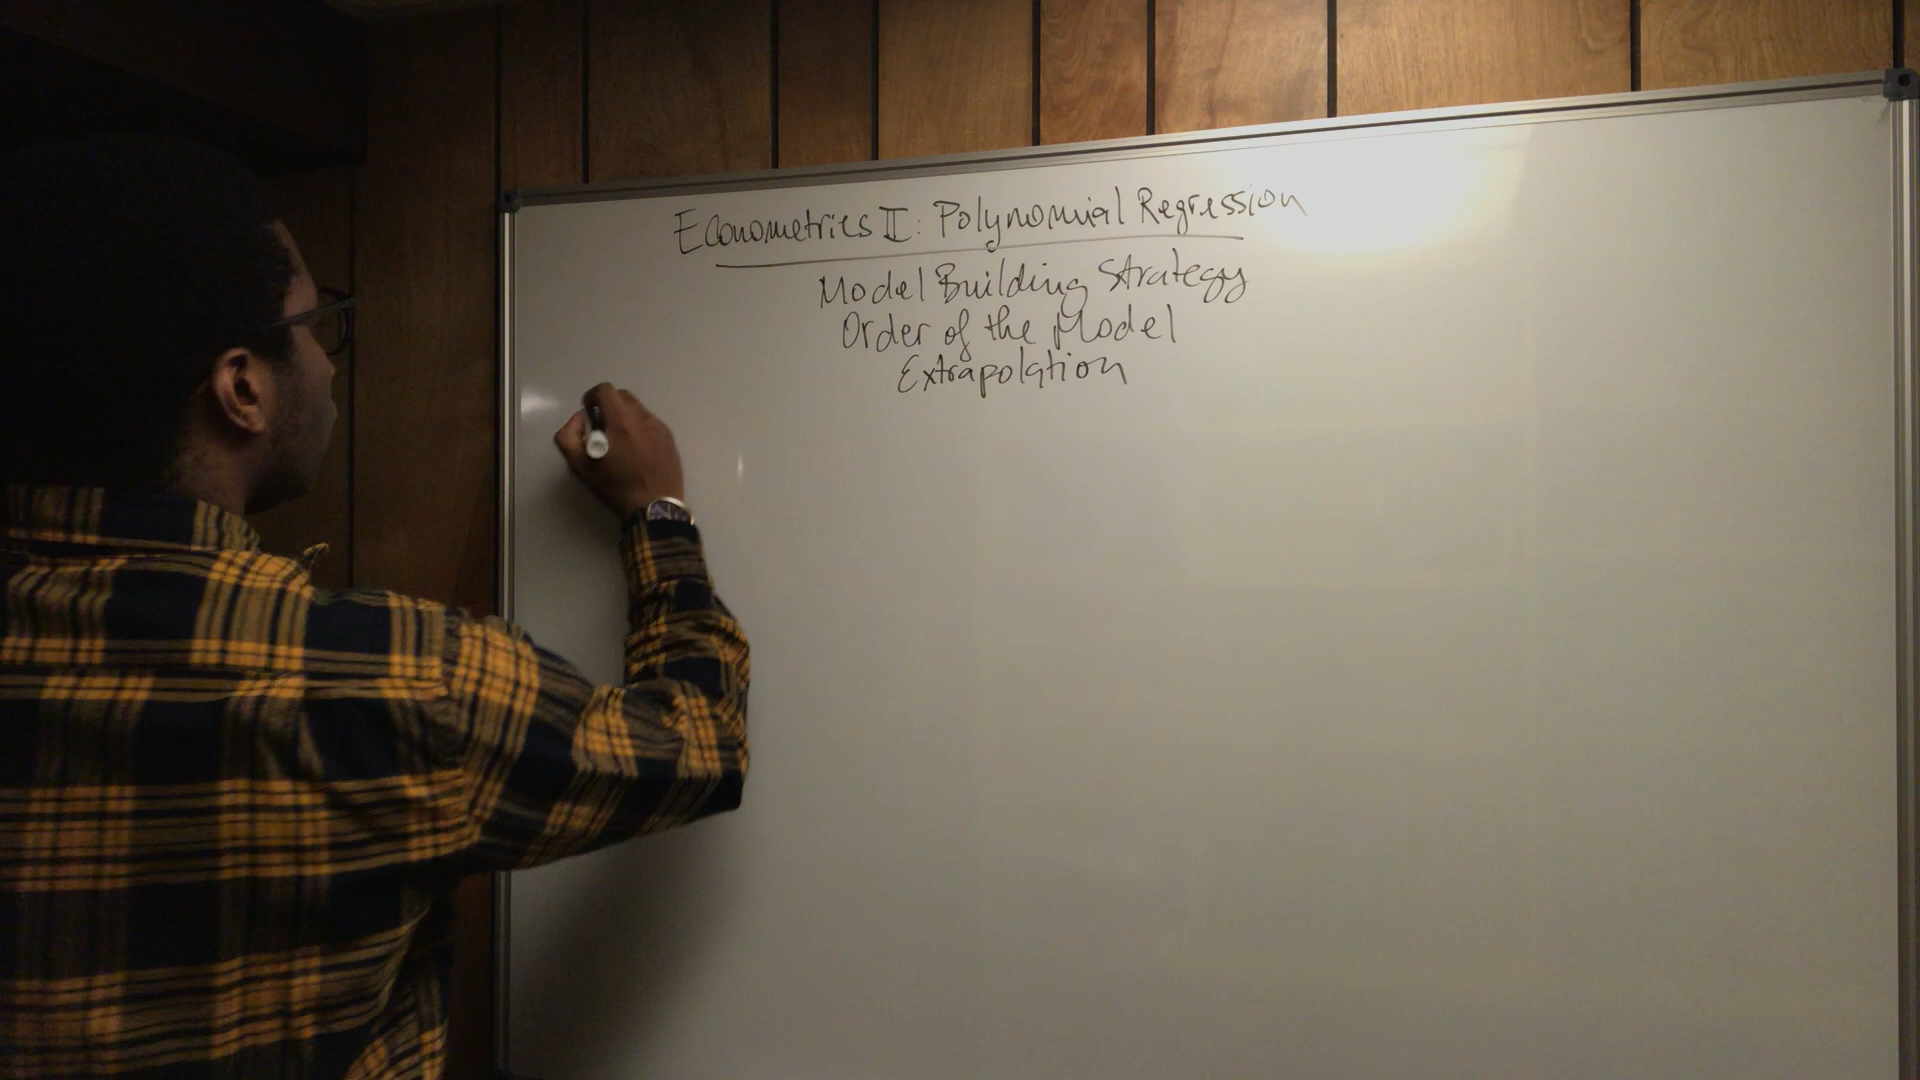 Econometrics II: Polynomial Regression
Model Building Strategy
Order of the Model
Extrapolation